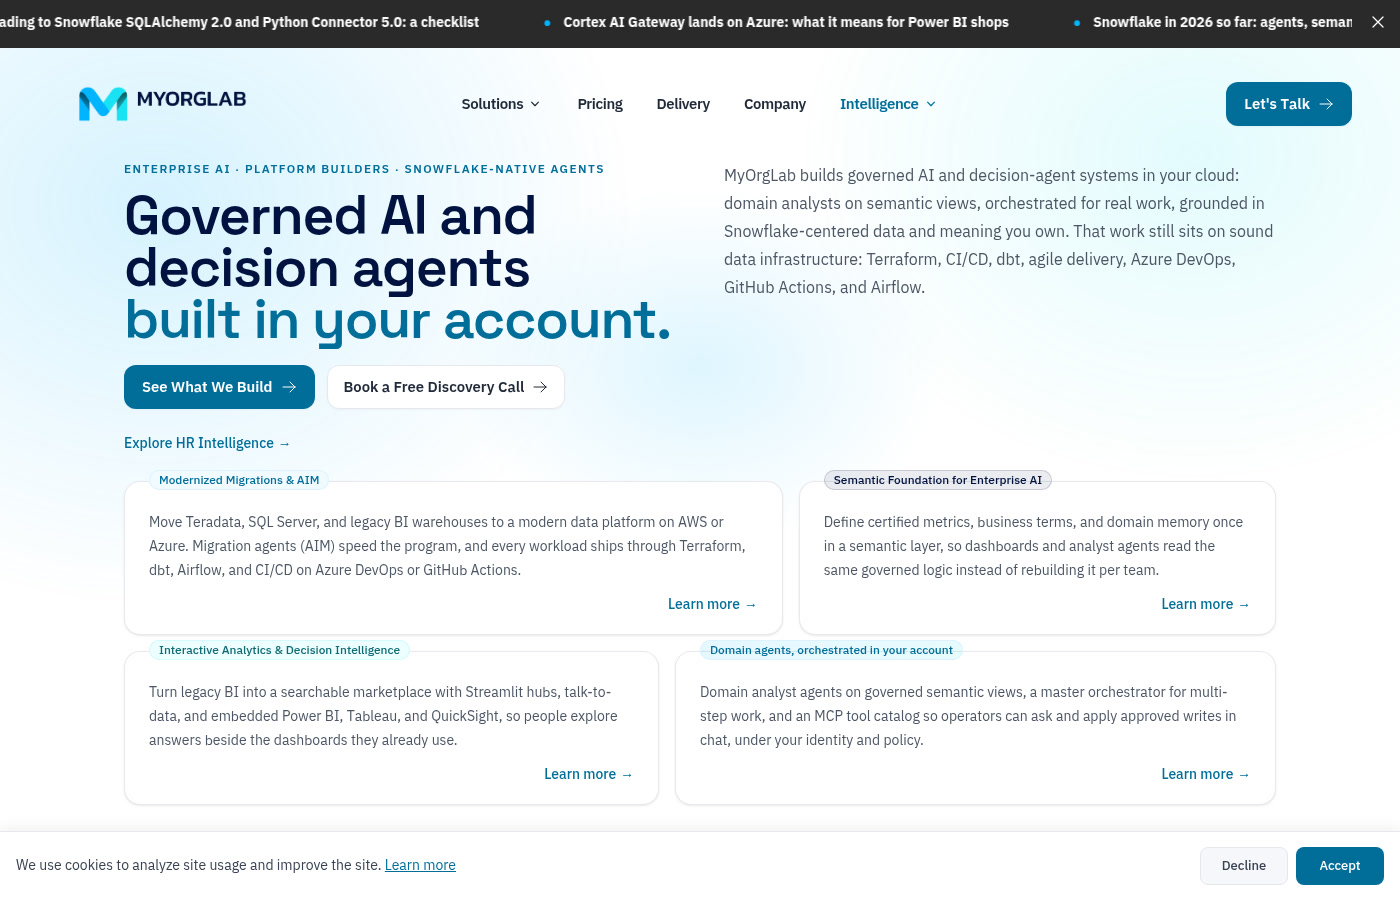 ading to Snowflake SQLAlchemy 2.0 and Python Connector 5.0: a checklist • Cortex AI Gateway lands on Azure: what it means for Power BI shops • Snowflake in 2026 so far: agents, seman
MYORGLAB
Solutions Pricing Delivery Company Intelligence
Let's Talk →
ENTERPRISE AI · PLATFORM BUILDERS · SNOWFLAKE-NATIVE AGENTS
Governed AI and
decision agents
built in your account.
MyOrgLab builds governed AI and decision-agent systems in your cloud:
domain analysts on semantic views, orchestrated for real work, grounded in
Snowflake-centered data and meaning you own. That work still sits on sound
data infrastructure: Terraform, CI/CD, dbt, agile delivery, Azure DevOps,
GitHub Actions, and Airflow.
See What We Build →
Book a Free Discovery Call →
Explore HR Intelligence →
Modernized Migrations & AIM
Move Teradata, SQL Server, and legacy BI warehouses to a modern data platform on AWS or
Azure. Migration agents (AIM) speed the program, and every workload ships through Terraform,
dbt, Airflow, and CI/CD on Azure DevOps or GitHub Actions.
Learn more →
Semantic Foundation for Enterprise AI
Define certified metrics, business terms, and domain memory once
in a semantic layer, so dashboards and analyst agents read the
same governed logic instead of rebuilding it per team.
Learn more →
Interactive Analytics & Decision Intelligence
Turn legacy BI into a searchable marketplace with Streamlit hubs, talk-to-
data, and embedded Power BI, Tableau, and QuickSight, so people explore
answers beside the dashboards they already use.
Learn more →
Domain agents, orchestrated in your account
Domain analyst agents on governed semantic views, a master orchestrator for multi-
step work, and an MCP tool catalog so operators can ask and apply approved writes in
chat, under your identity and policy.
Learn more →
We use cookies to analyze site usage and improve the site. Learn more
Decline
Accept